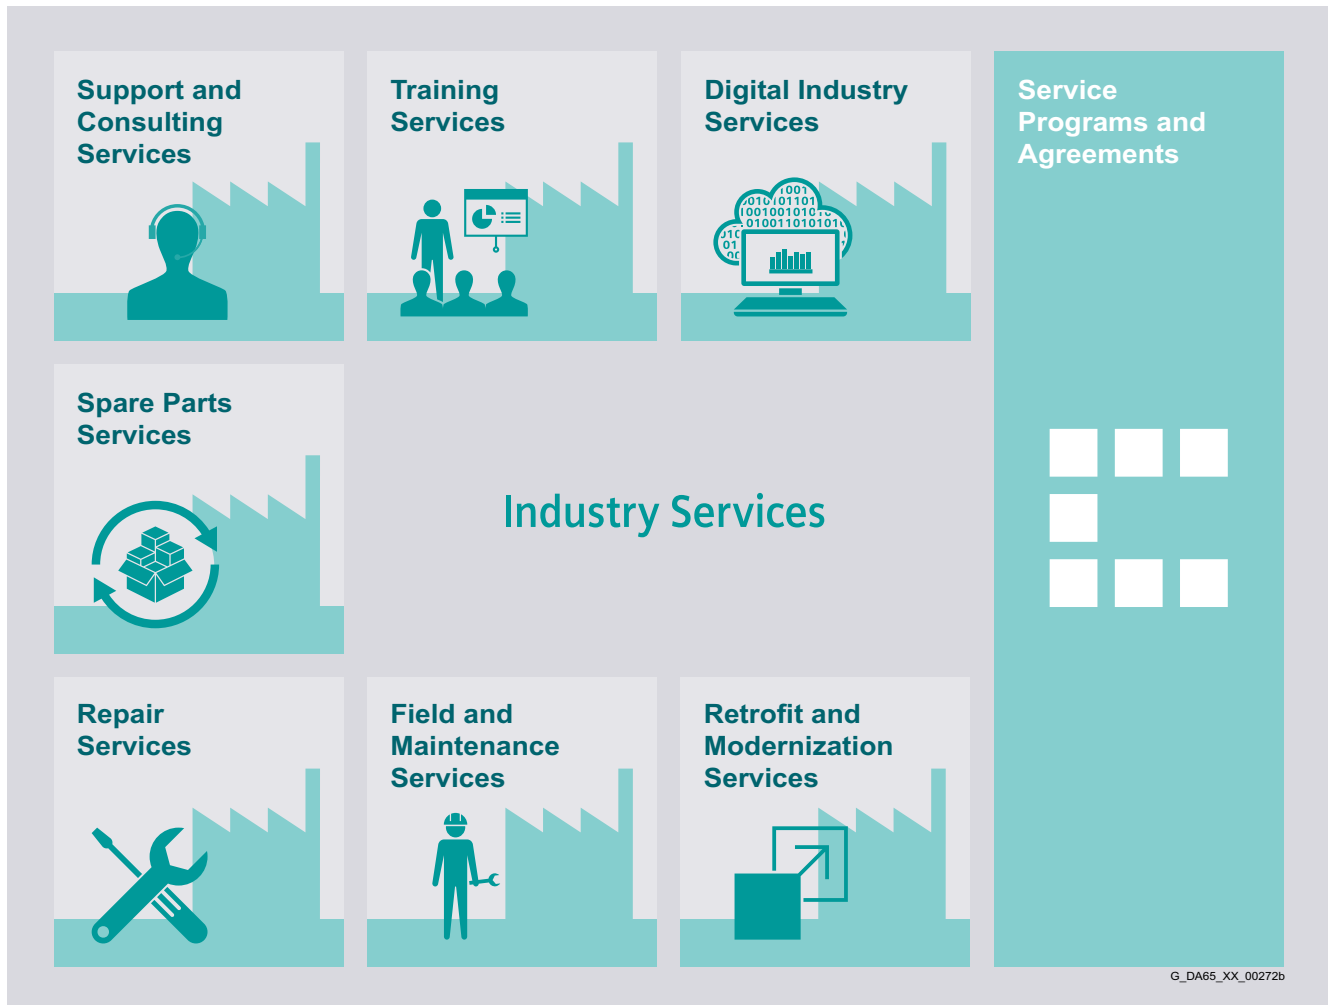 Support and
Consulting
Services
Training
Services
Digital Industry
Services
Service
Programs and
Agreements
Spare Parts
Services
Industry Services
Repair
Services
Field and
Maintenance
Services
Retrofit and
Modernization
Services
G_DA65_XX_00272b